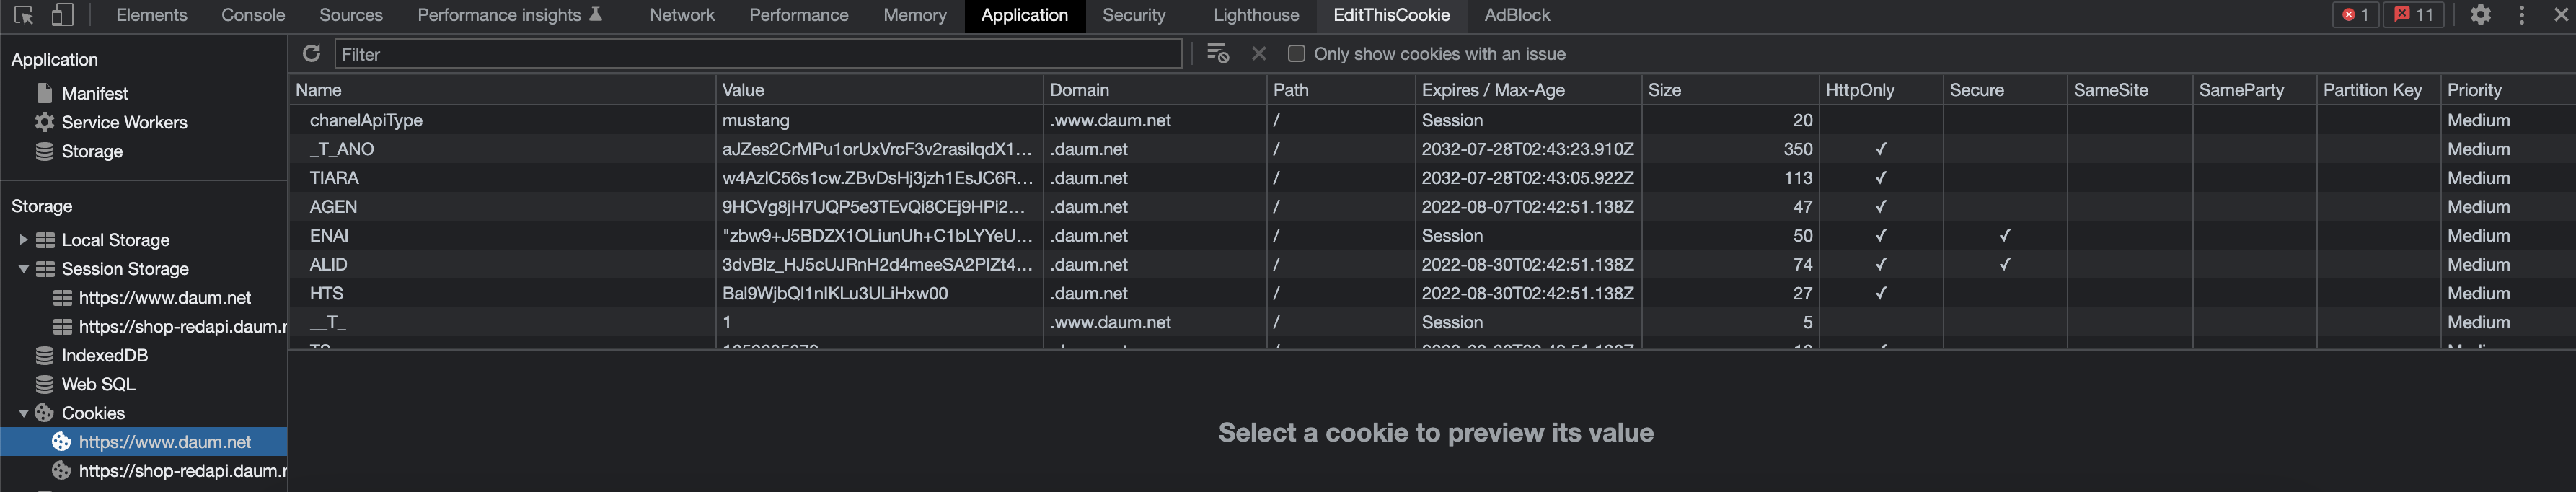 Elements Console Sources Performance insights Network Performance Memory Application Security Lighthouse EditThisCookie AdBlock 1 11
Application
Manifest
Service Workers
Storage
Storage
Local Storage
Session Storage
https://www.daum.net
https://shop-redapi.daum.r
IndexedDB
Web SQL
Cookies
https://www.daum.net
https://shop-redapi.daum.r
Filter Only show cookies with an issue
Name Value Domain Path Expires / Max-Age Size HttpOnly Secure SameSite SameParty Partition Key Priority
chanelApiType mustang .www.daum.net / Session 20 Medium
_T_ANO aJZes2CrMPu1orUxVrcF3v2rasilqdX1... .daum.net / 2032-07-28T02:43:23.910Z 350 ✓ Medium
TIARA w4AzlC56s1cw.ZBvDsHj3jzh1EsJC6R... .daum.net / 2032-07-28T02:43:05.922Z 113 ✓ Medium
AGEN 9HCVg8jH7UQP5e3TEvQi8CEj9HPi2... .daum.net / 2022-08-07T02:42:51.138Z 47 ✓ Medium
ENAI "zbw9+J5BDZX1OLiunUh+C1bLYYeU... .daum.net / Session 50 ✓ ✓ Medium
ALID 3dvBlz_HJ5cUJRnH2d4meeSA2PIZt4... .daum.net / 2022-08-30T02:42:51.138Z 74 ✓ ✓ Medium
HTS Bal9WjbQl1nlKLu3ULiHxw00 .daum.net / 2022-08-30T02:42:51.138Z 27 ✓ Medium
__T_ 1 .www.daum.net / Session 5 Medium
Select a cookie to preview its value